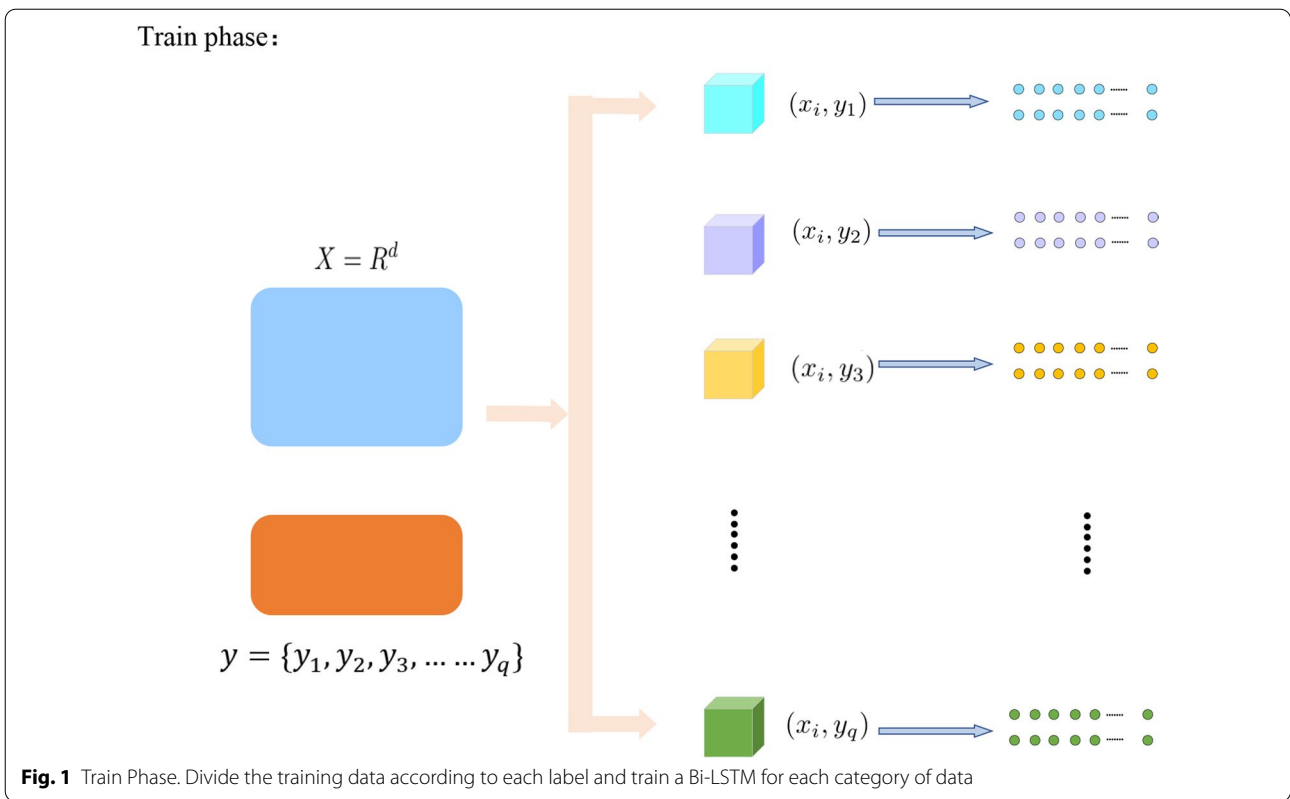 Train phase:
X = R^d
y = {y_1, y_2, y_3, ... ... y_q}
(x_i, y_1)
(x_i, y_2)
(x_i, y_3)
(x_i, y_q)
Fig. 1 Train Phase. Divide the training data according to each label and train a Bi-LSTM for each category of data